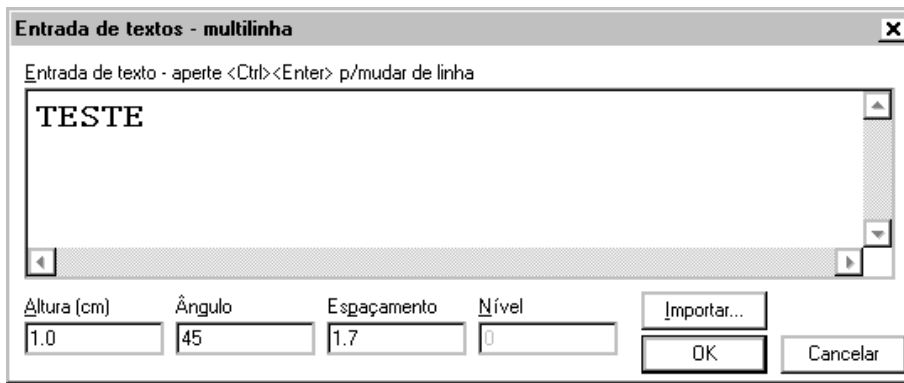 Entrada de textos - multilinha
Entrada de texto - aperte <Ctrl><Enter> p/mudar de linha
TESTE
Altura (cm) Ângulo Espaçamento Nível
1.0 45 1.7 0
Importar...
OK Cancelar